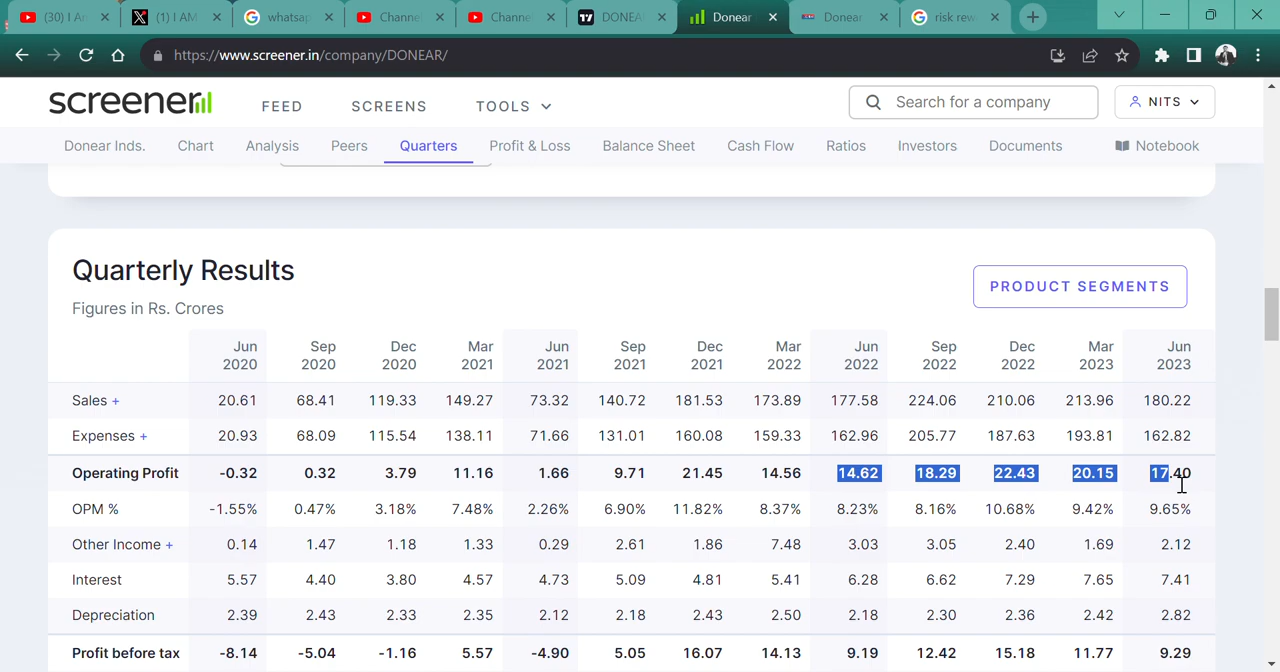 (30) I Ar
(1) I AM
whatsap
Channe
Channe
DONEA
Donear
Donear
risk rew
https://www.screener.in/company/DONEAR/
screener
FEED SCREENS TOOLS
Search for a company
NITS
Donear Inds. Chart Analysis Peers Quarters Profit & Loss Balance Sheet Cash Flow Ratios Investors Documents Notebook
Quarterly Results
Figures in Rs. Crores
PRODUCT SEGMENTS
Jun 2020 Sep 2020 Dec 2020 Mar 2021 Jun 2021 Sep 2021 Dec 2021 Mar 2022 Jun 2022 Sep 2022 Dec 2022 Mar 2023 Jun 2023
Sales + 20.61 68.41 119.33 149.27 73.32 140.72 181.53 173.89 177.58 224.06 210.06 213.96 180.22
Expenses + 20.93 68.09 115.54 138.11 71.66 131.01 160.08 159.33 162.96 205.77 187.63 193.81 162.82
Operating Profit -0.32 0.32 3.79 11.16 1.66 9.71 21.45 14.56 14.62 18.29 22.43 20.15 17.40
OPM % -1.55% 0.47% 3.18% 7.48% 2.26% 6.90% 11.82% 8.37% 8.23% 8.16% 10.68% 9.42% 9.65%
Other Income + 0.14 1.47 1.18 1.33 0.29 2.61 1.86 7.48 3.03 3.05 2.40 1.69 2.12
Interest 5.57 4.40 3.80 4.57 4.73 5.09 4.81 5.41 6.28 6.62 7.29 7.65 7.41
Depreciation 2.39 2.43 2.33 2.35 2.12 2.18 2.43 2.50 2.18 2.30 2.36 2.42 2.82
Profit before tax -8.14 -5.04 -1.16 5.57 -4.90 5.05 16.07 14.13 9.19 12.42 15.18 11.77 9.29